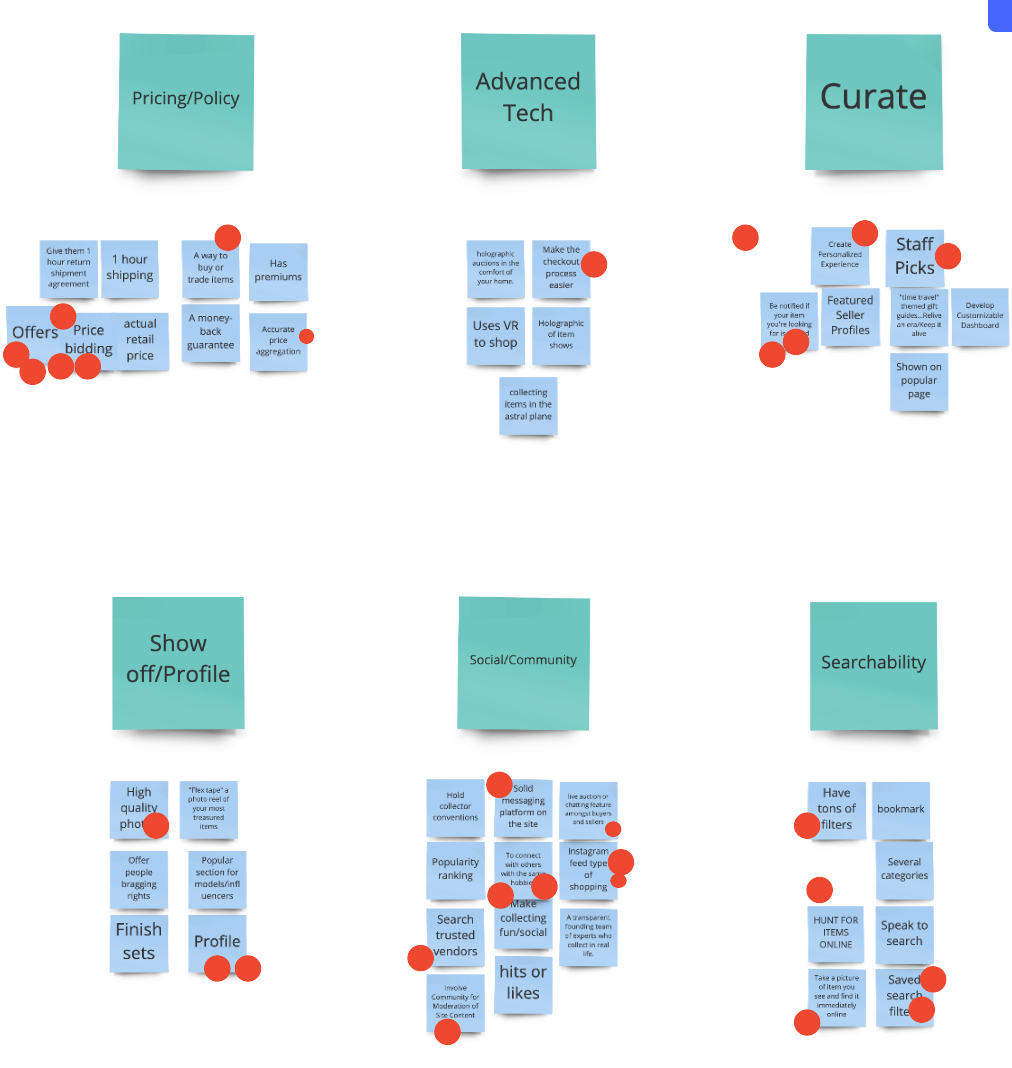 Pricing/Policy
Advanced
Tech
Curate
Give them 1
hour return
shipment
agreement
1 hour
shipping
A way to
buy or
trade items
Has
premiums
Offers
Price
bidding
actual
retail
price
A money-
back
guarantee
Accurate
price
aggregation
holographic
auctions in the
comfort of
your home.
Make the
checkout
process
easier
Uses VR
to shop
Holographic
of item
shows
collecting
items in the
astral plane
Create
Personalized
Experience
Staff
Picks
Be notified if
your item
you're looking
for is
Featured
Seller
Profiles
"time travel"
themed gift
guides...Relive
an era/Keep it
alive
Develop
Customizable
Dashboard
Shown on
popular
page
Show
off/Profile
Social/Community
Searchability
High
quality
"Flex tape" a
photo reel of
your most
treasured
items
Offer
people
bragging
rights
Popular
section for
models/infl
uencers
Finish
sets
Profile
Hold
collector
conventions
Solid
messaging
platform on
the site
live auction or
chatting feature
amongst buyers
and sellers
Popularity
ranking
To connect
with others
with the same
Instagram
feed type
of
shopping
Search
trusted
vendors
Make
collecting
fun/social
A transparent
founding team
of experts who
collect in real
life.
Involve
Community for
Moderation of
Site Content
hits or
likes
Have
tons of
filters
bookmark
Several
categories
HUNT FOR
ITEMS
ONLINE
Speak to
search
Take a picture
of item you
see and find it
immediately
online
Saved
search